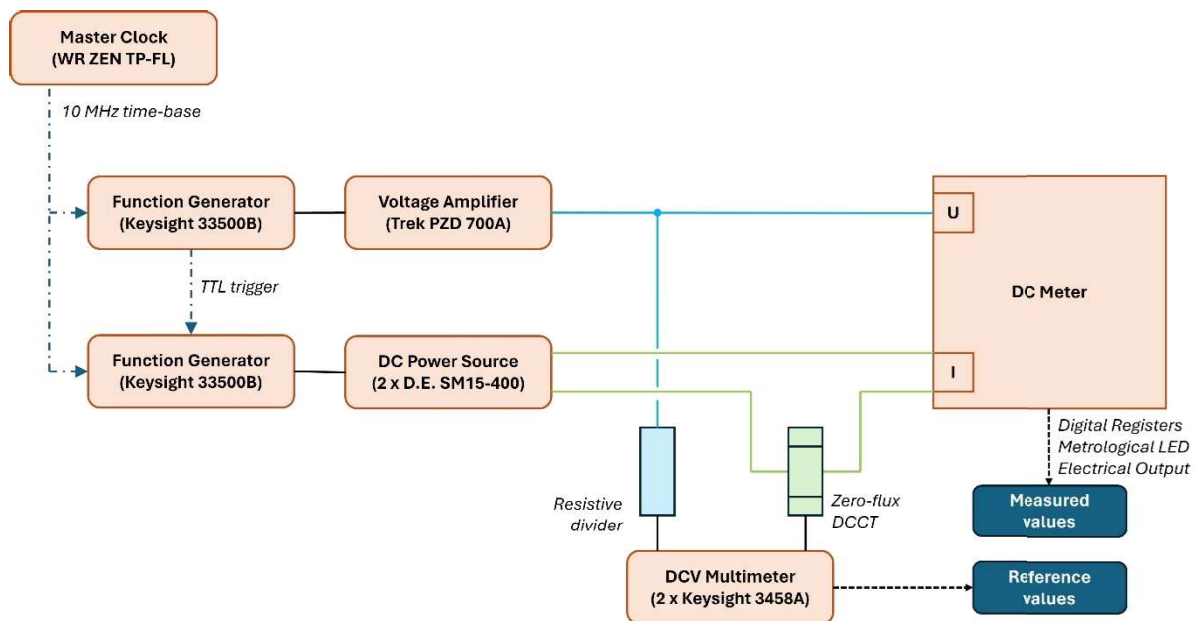 Master Clock
(WR ZEN TP-FL)
10 MHz time-base
Function Generator
(Keysight 33500B)
Voltage Amplifier
(Trek PZD 700A)
U
DC Meter
TTL trigger
Function Generator
(Keysight 33500B)
DC Power Source
(2 x D.E. SM15-400)
I
Digital Registers
Metrological LED
Electrical Output
Resistive
divider
Zero-flux
DCCT
Measured
values
DCV Multimeter
(2 x Keysight 3458A)
Reference
values